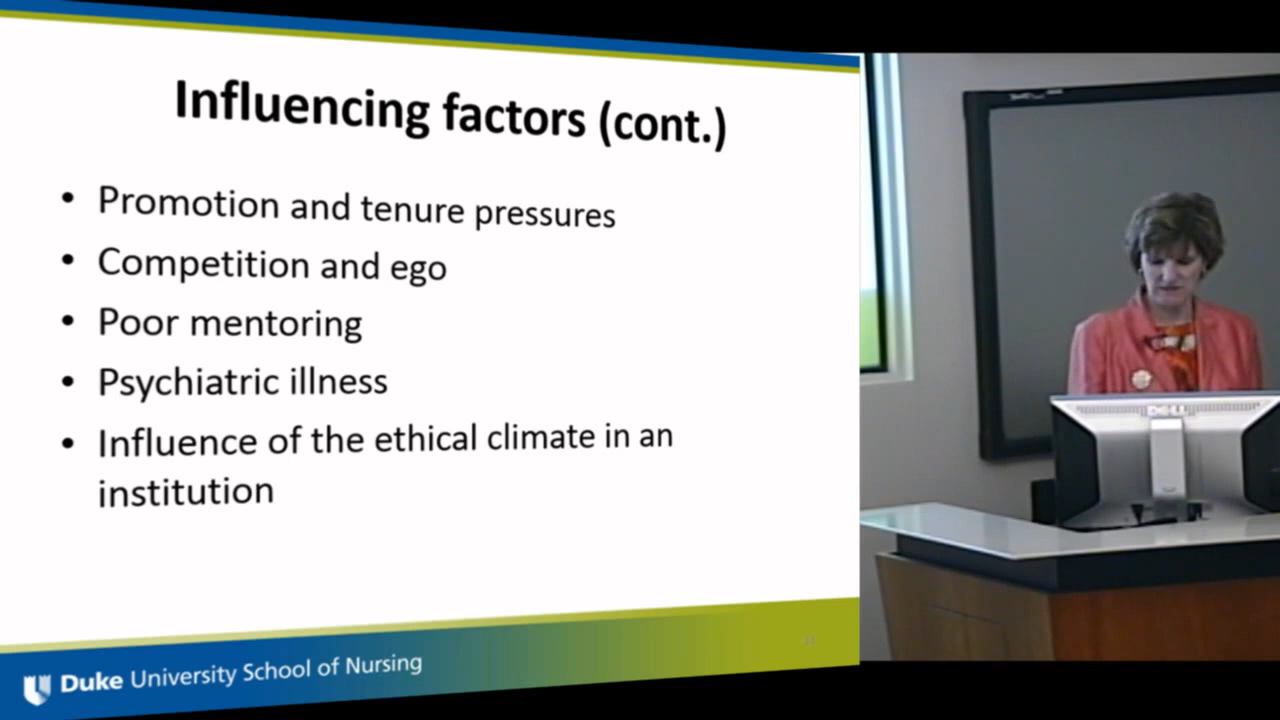 Influencing factors (cont.)
• Promotion and tenure pressures
• Competition and ego
• Poor mentoring
• Psychiatric illness
• Influence of the ethical climate in an
institution
Duke University School of Nursing
DELL